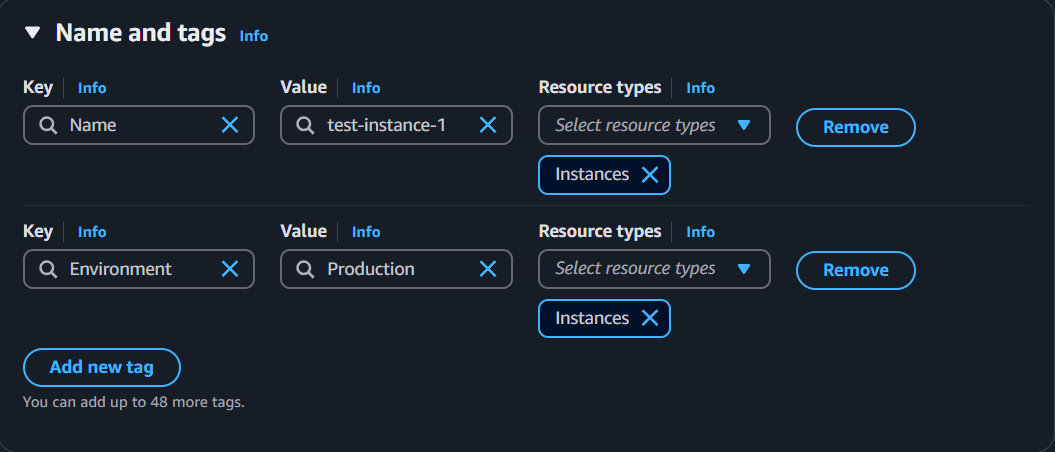 Name and tags Info
Key Info Value Info Resource types Info
Name test-instance-1 Select resource types Remove
Instances
Key Info Value Info Resource types Info
Environment Production Select resource types Remove
Instances
Add new tag
You can add up to 48 more tags.